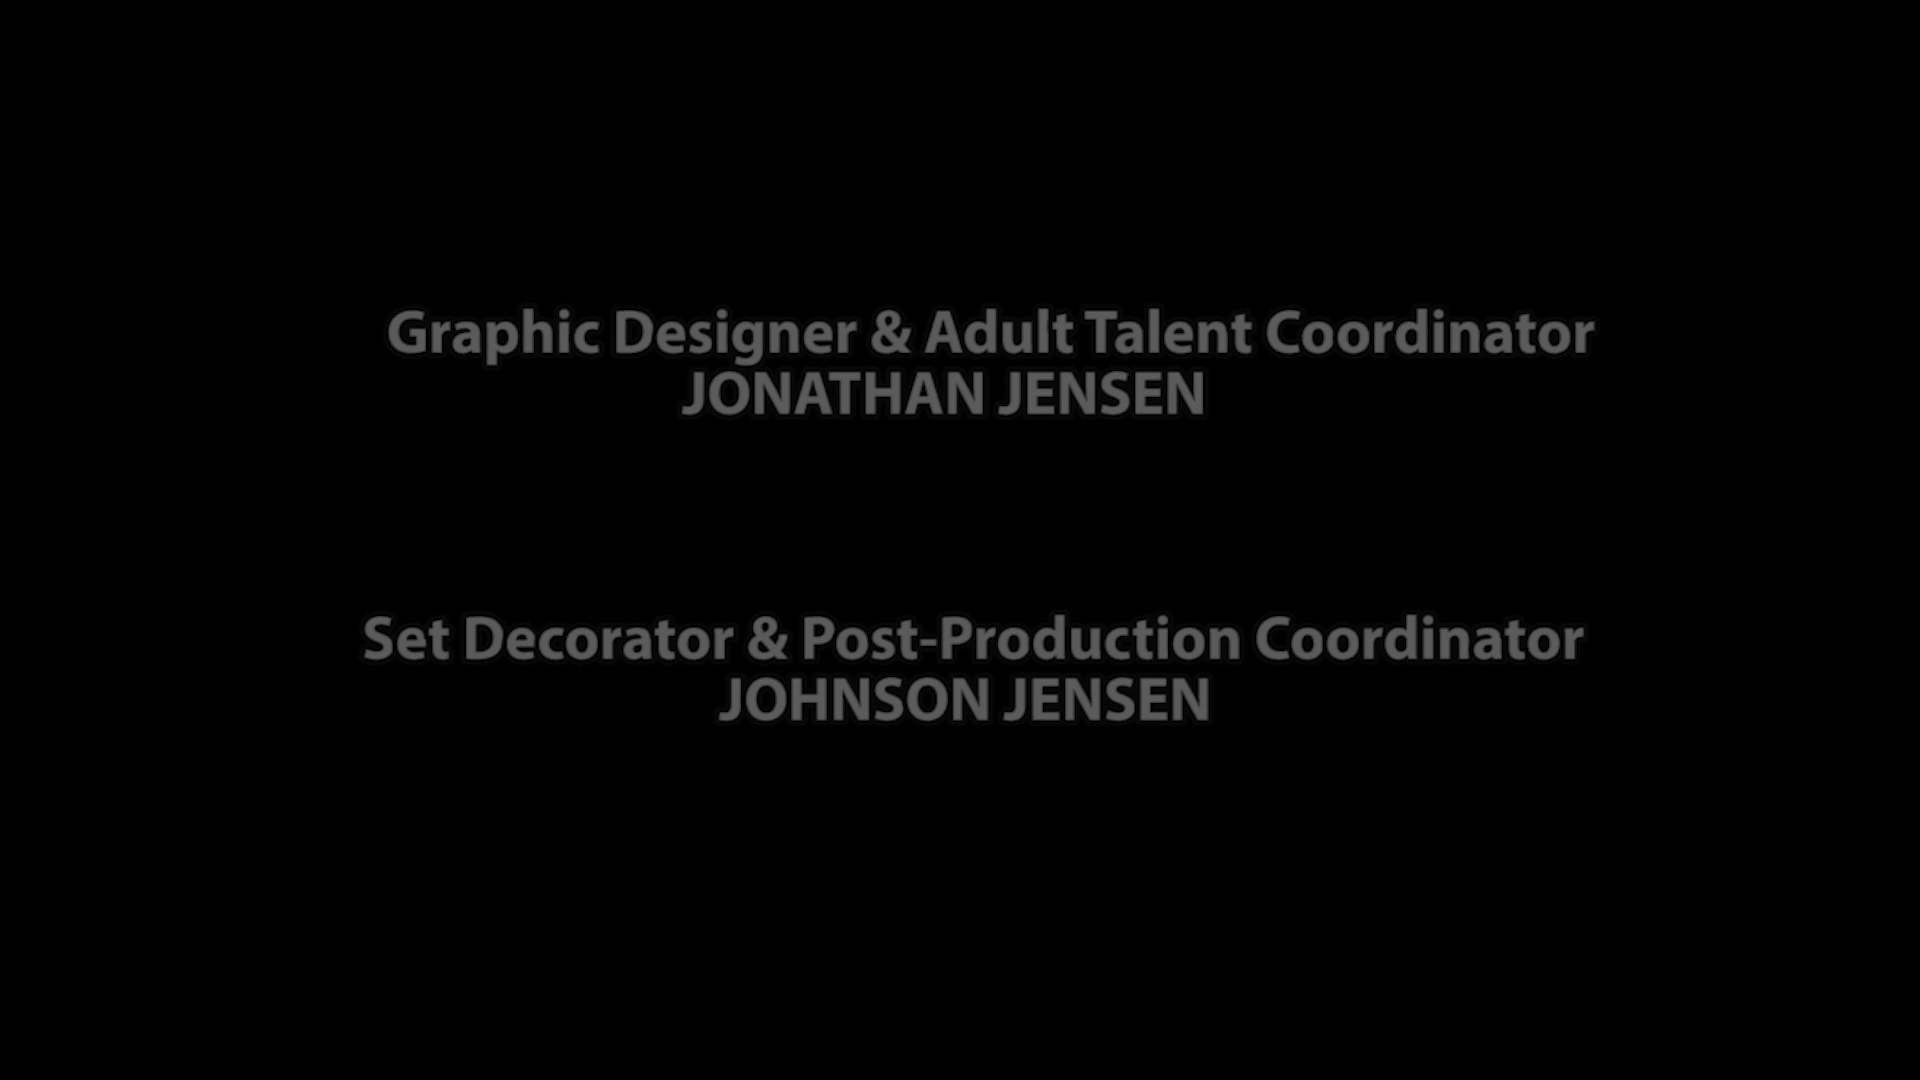 Graphic Designer & Adult Talent Coordinator
JONATHAN JENSEN
Set Decorator & Post-Production Coordinator
JOHNSON JENSEN